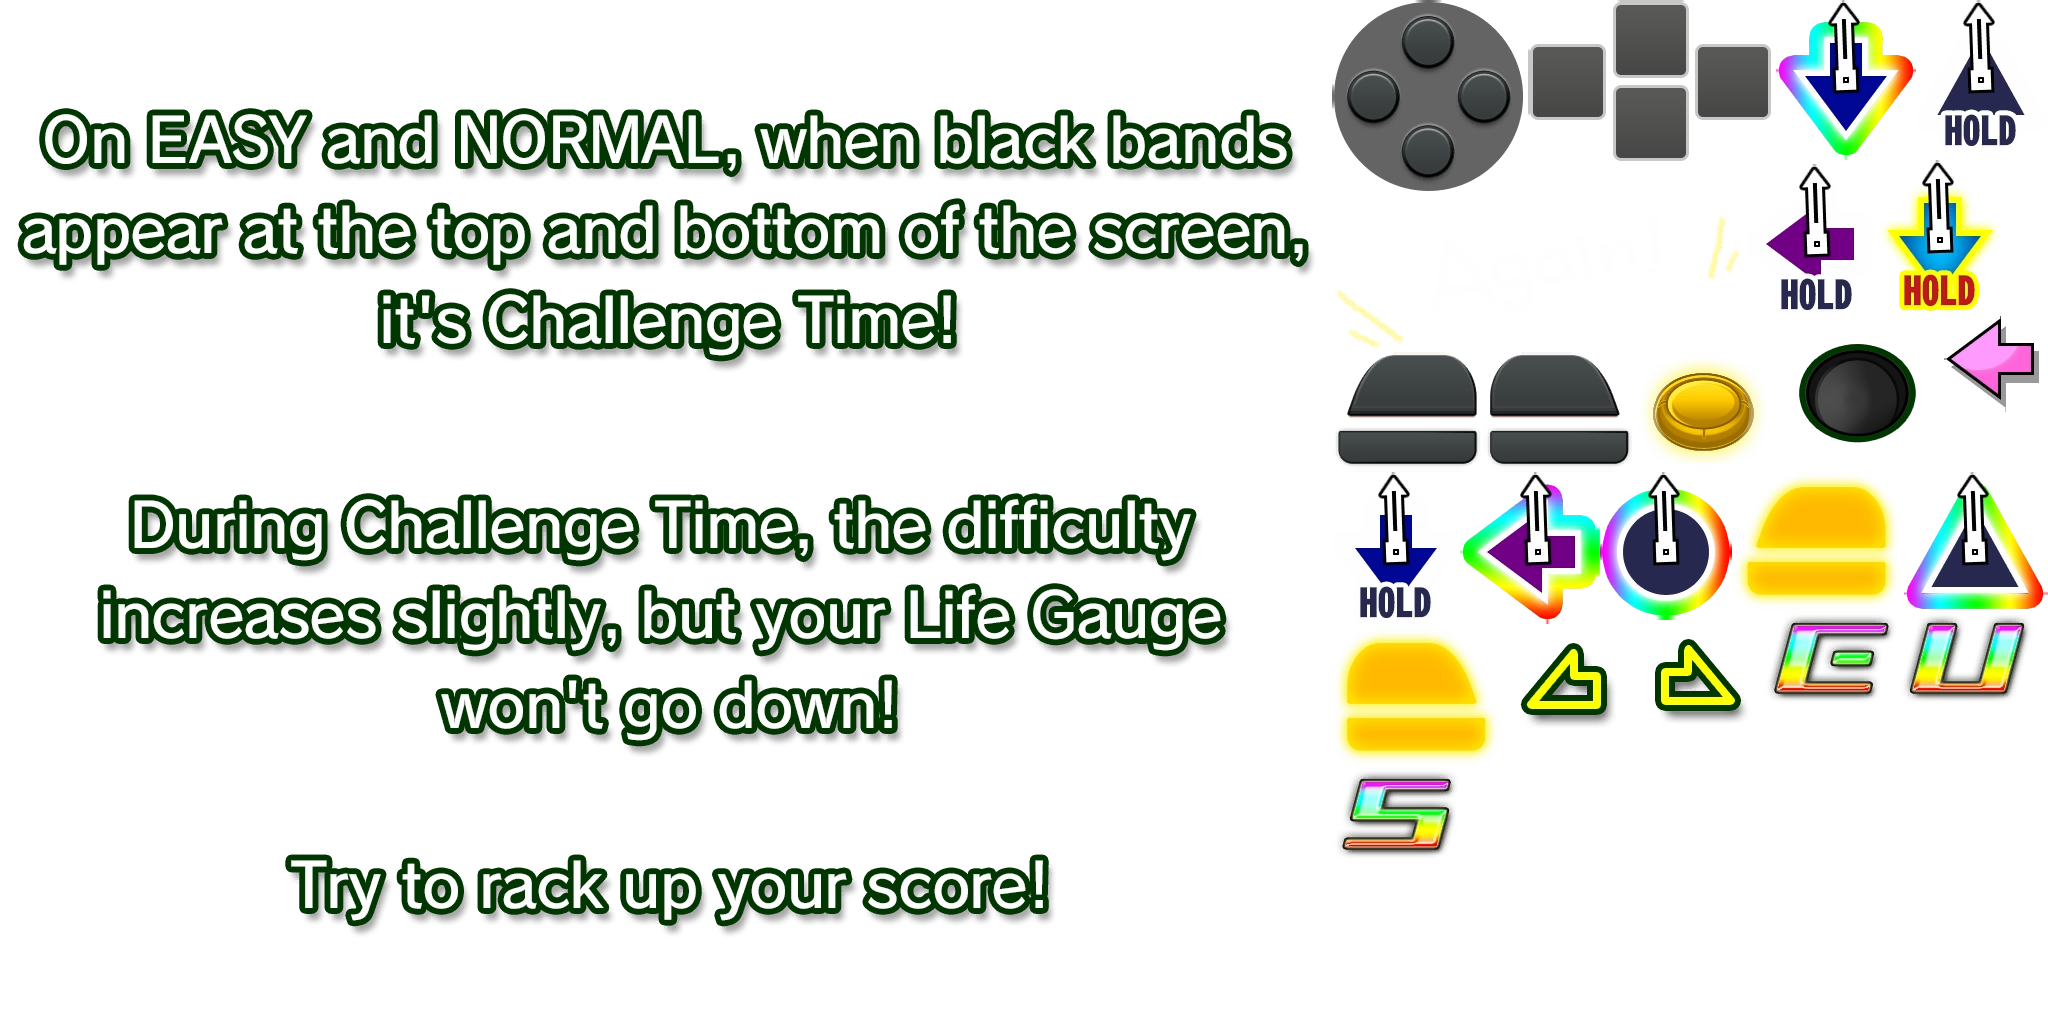 On EASY and NORMAL, when black bands
appear at the top and bottom of the screen,
it's Challenge Time!
During Challenge Time, the difficulty
increases slightly, but your Life Gauge
won't go down!
Try to rack up your score!
HOLD
HOLD
HOLD
HOLD
E U
S